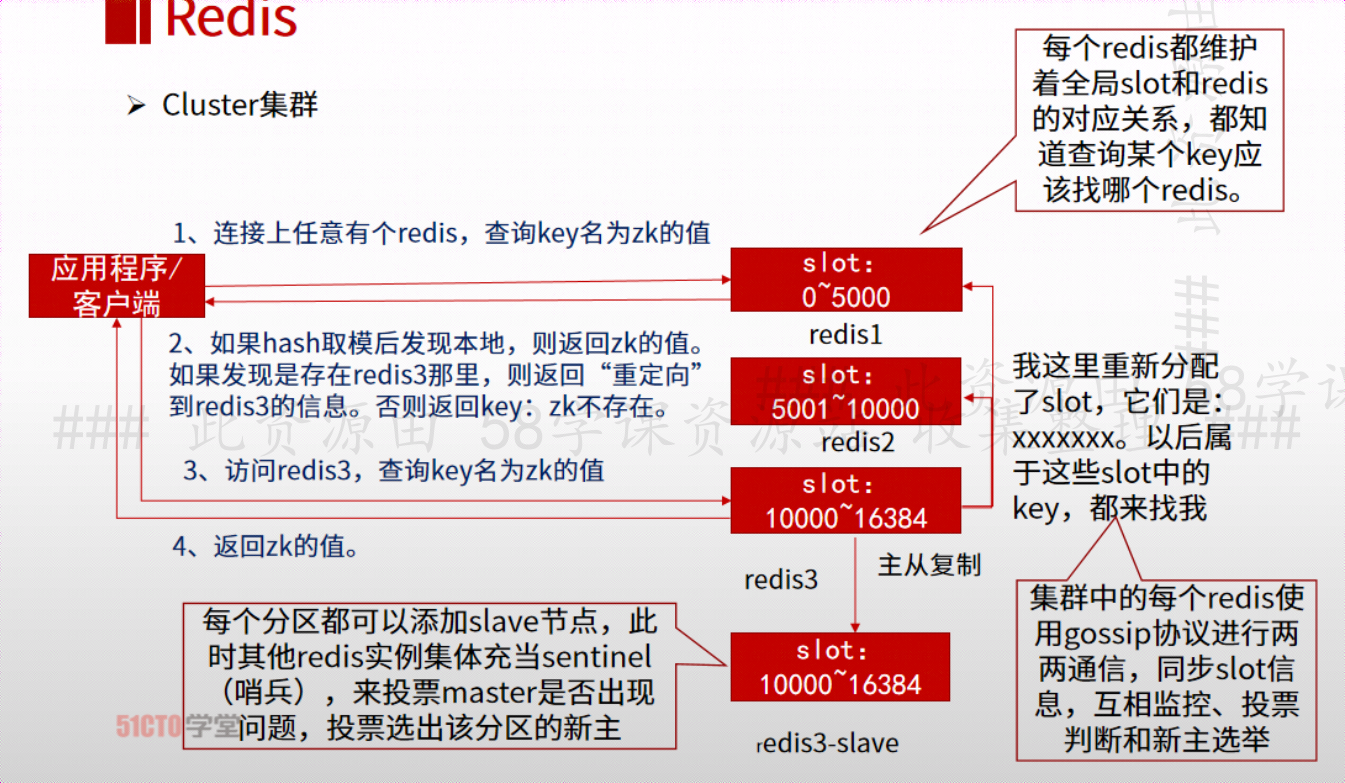 Redis
➢ Cluster集群
每个redis都维护
着全局slot和redis
的对应关系，都知
道查询某个key应
该找哪个redis。
1、连接上任意有个redis，查询key名为zk的值
应用程序/
客户端
slot：
0~5000
redis1
2、如果hash取模后发现本地，则返回zk的值。
如果发现是存在redis3那里，则返回“重定向”
到redis3的信息。否则返回key：zk不存在。
slot：
5001~10000
redis2
我这里重新分配
了slot，它们是：
xxxxxxx。以后属
于这些slot中的
key，都来找我
### 此资源由 58学课资源站 收集整理 ###
3、访问redis3，查询key名为zk的值
slot：
10000~16384
4、返回zk的值。
redis3
主从复制
每个分区都可以添加slave节点，此
时其他redis实例集体充当sentinel
（哨兵），来投票master是否出现
问题，投票选出该分区的新主
slot：
10000~16384
redis3-slave
集群中的每个redis使
用gossip协议进行两
两通信，同步slot信
息，互相监控、投票
判断和新主选举
51CTO学堂